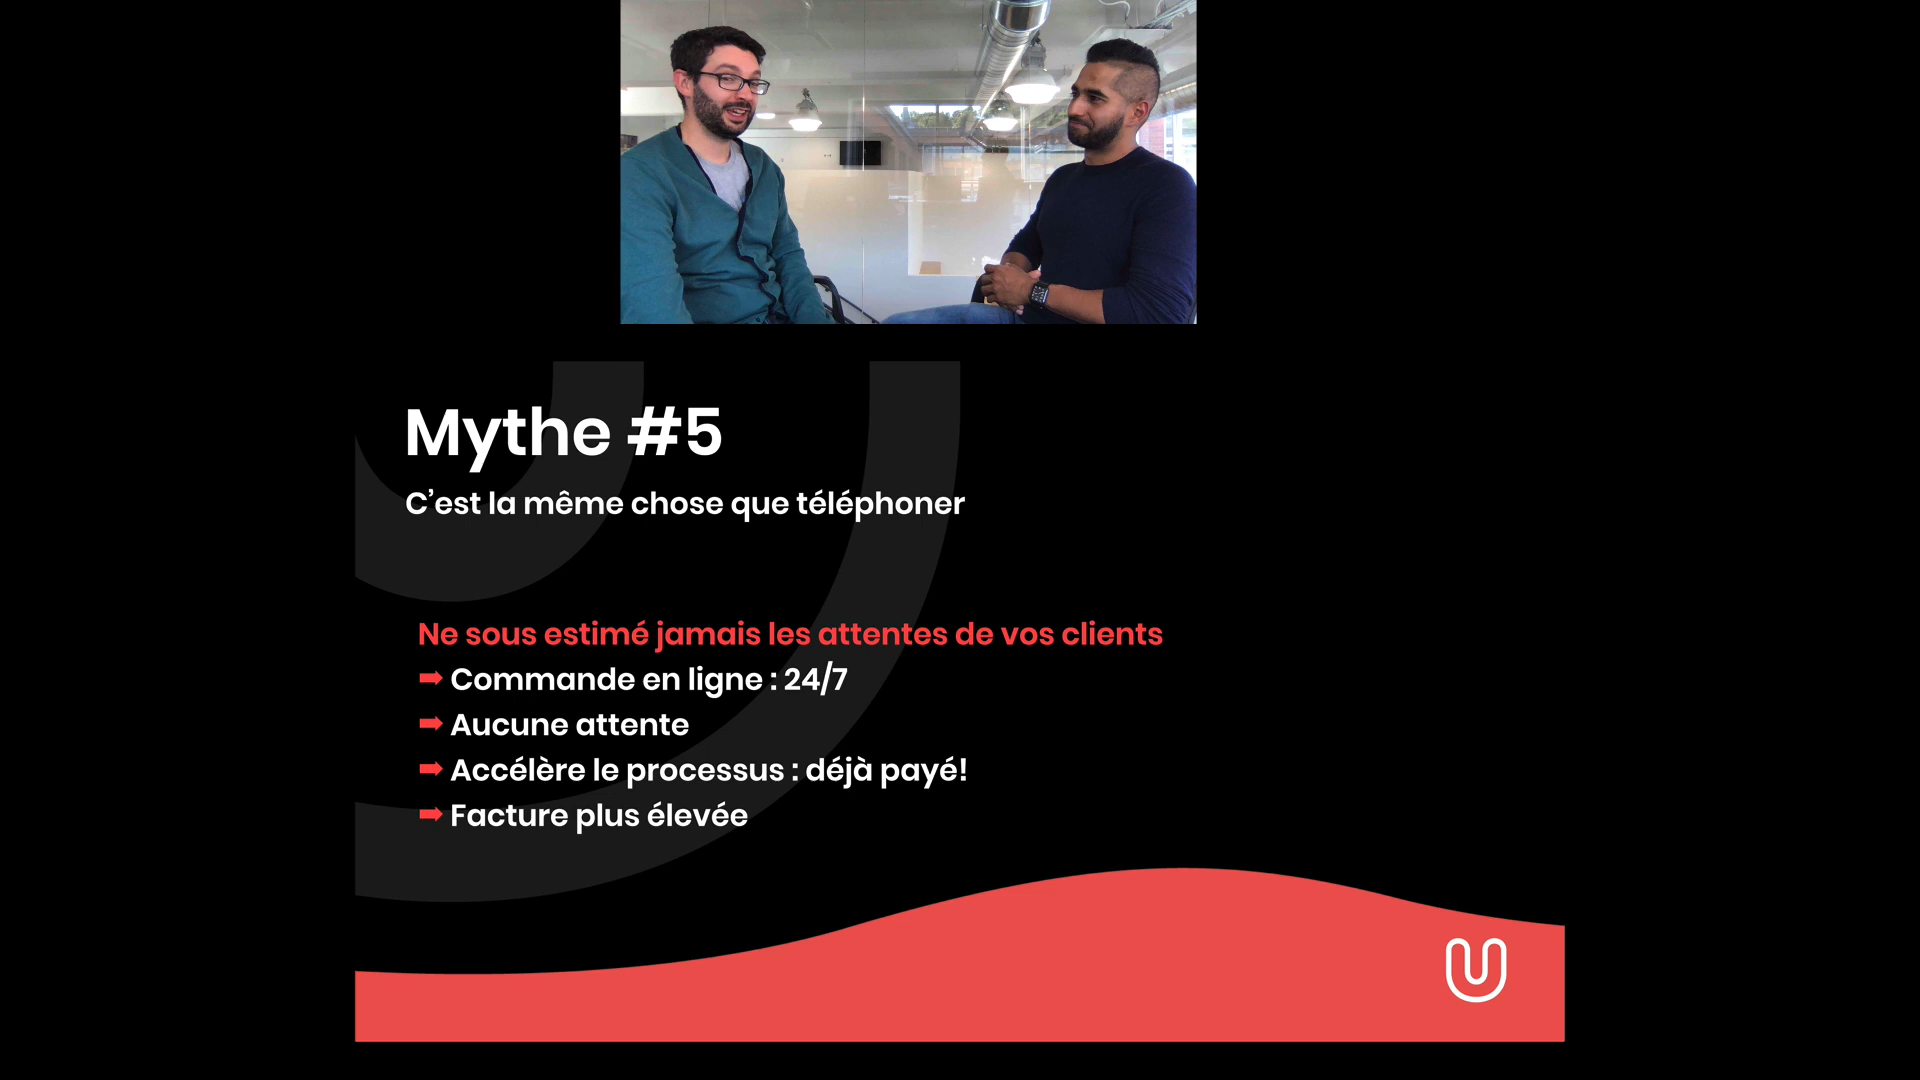 Mythe #5
C’est la même chose que téléphoner
Ne sous estimé jamais les attentes de vos clients
➡ Commande en ligne : 24/7
➡ Aucune attente
➡ Accélère le processus : déjà payé!
➡ Facture plus élevée